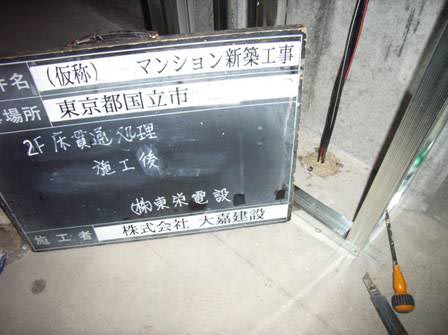 件名 (仮称) マンション新築工事
場所 東京都国立市
2F 床貫通処理
施工後
㈱東栄電設
施工者 株式会社 大嘉建設